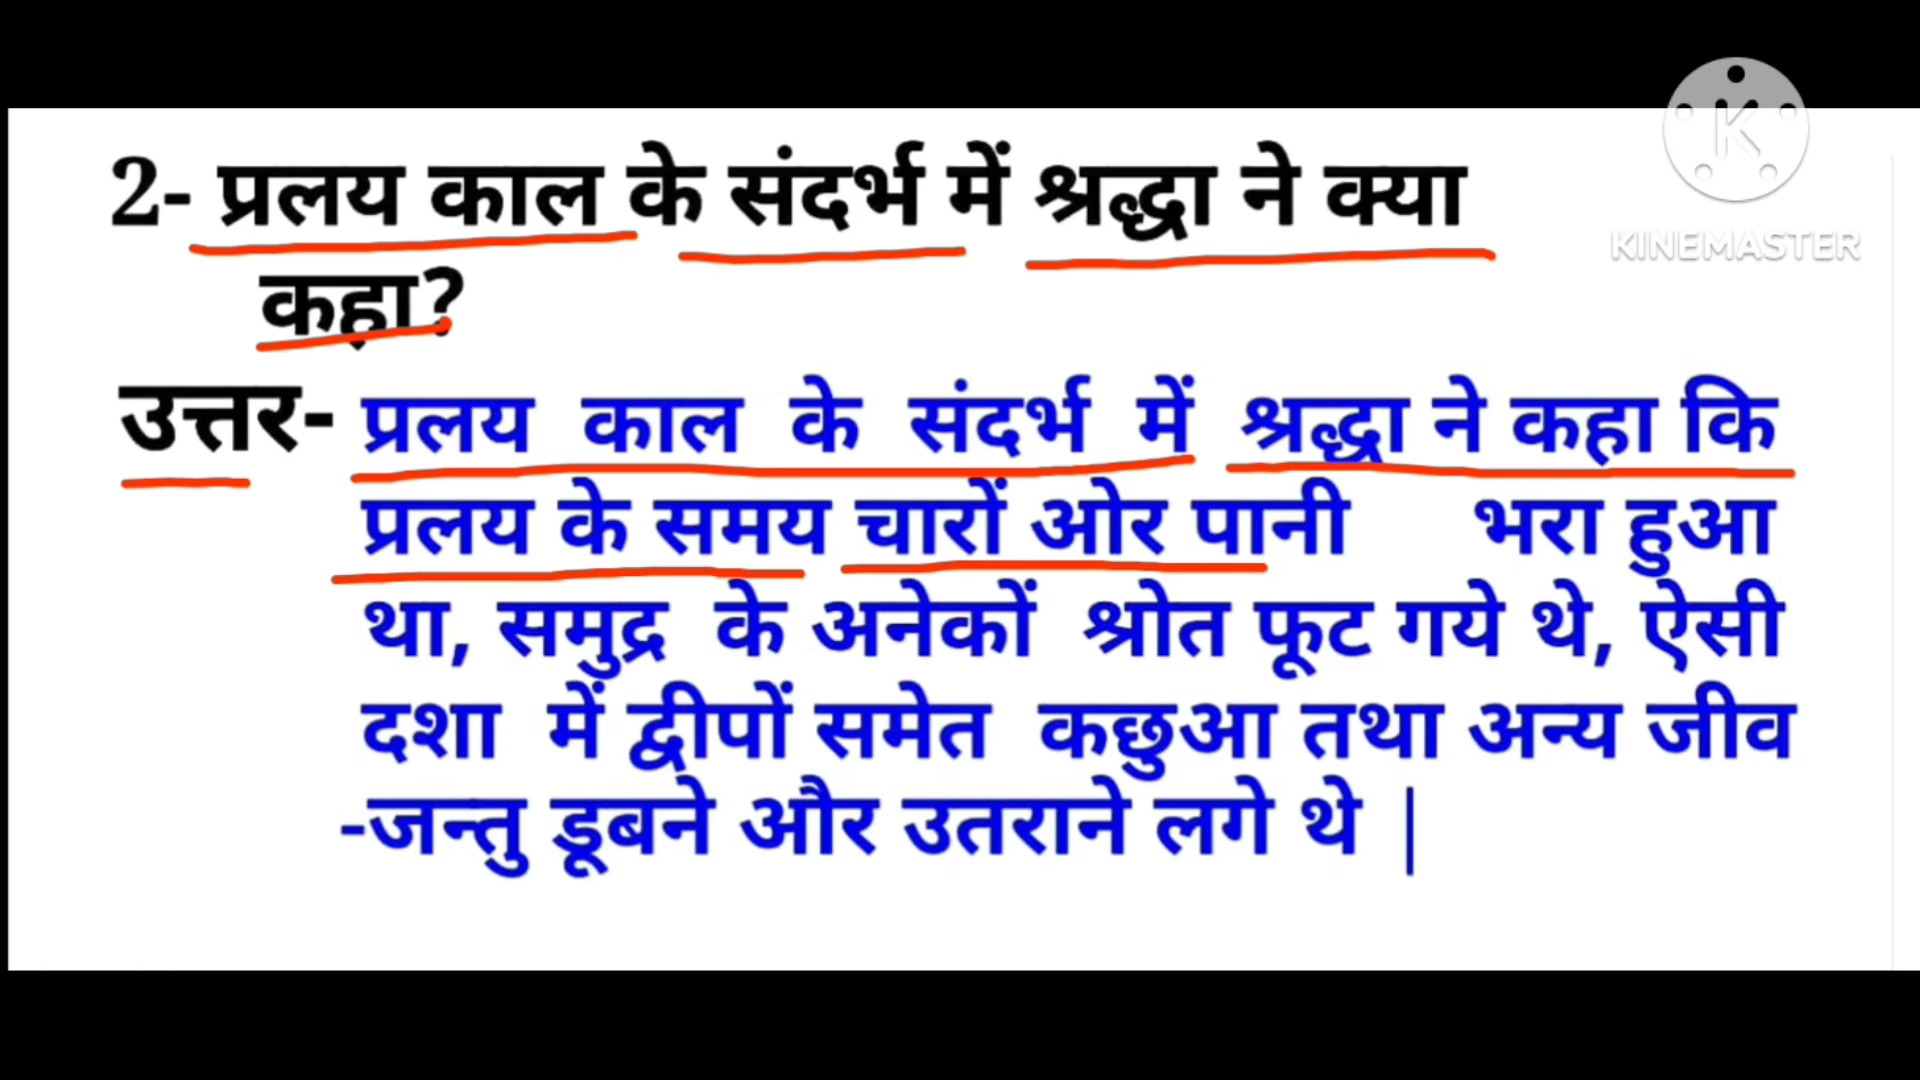 2- प्रलय काल के संदर्भ में श्रद्धा ने क्या
कहा?
उत्तर- प्रलय काल के संदर्भ में श्रद्धा ने कहा कि
प्रलय के समय चारों ओर पानी भरा हुआ
था, समुद्र के अनेकों श्रोत फूट गये थे, ऐसी
दशा में द्वीपों समेत कछुआ तथा अन्य जीव
-जन्तु डूबने और उतराने लगे थे |
K
KINEMASTER